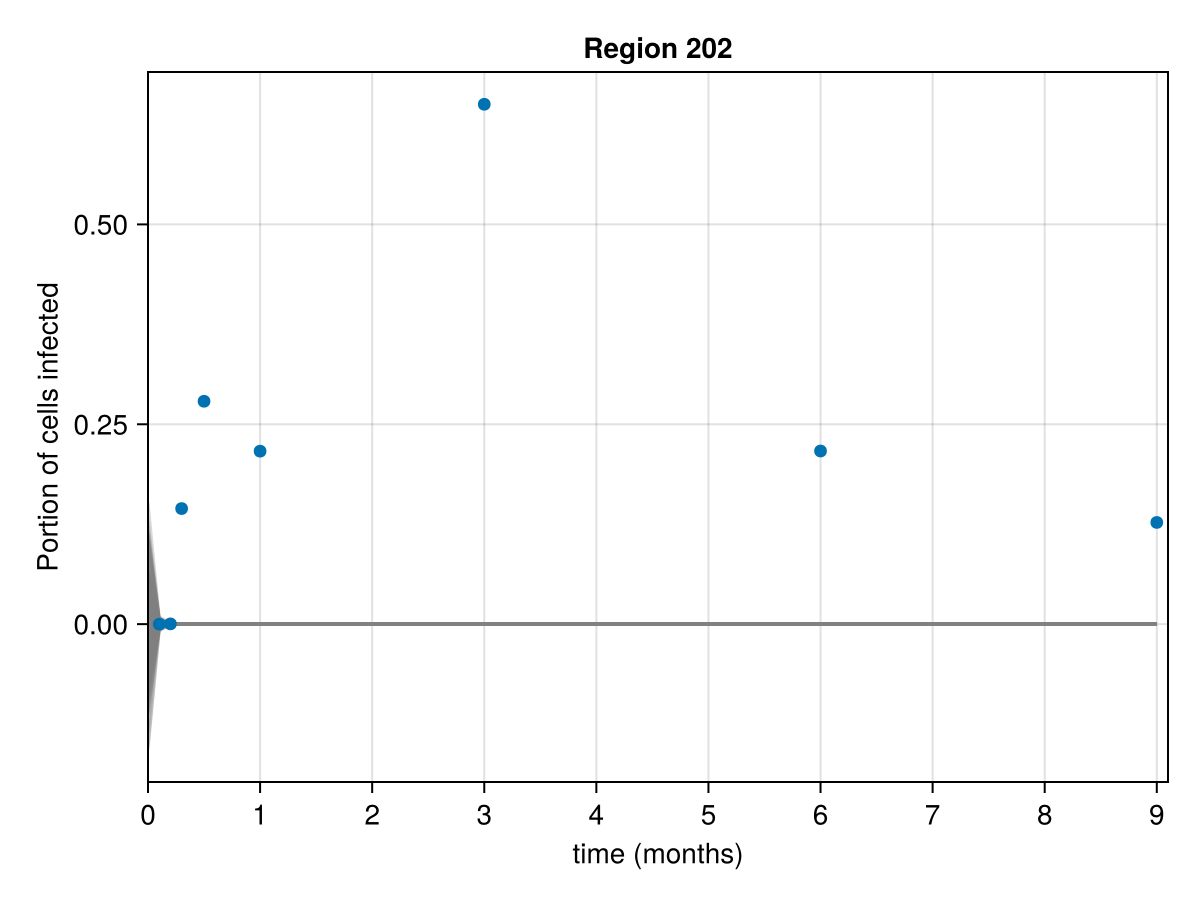 Region 202
Portion of cells infected
0.50
0.25
0.00
0 1 2 3 4 5 6 7 8 9
time (months)